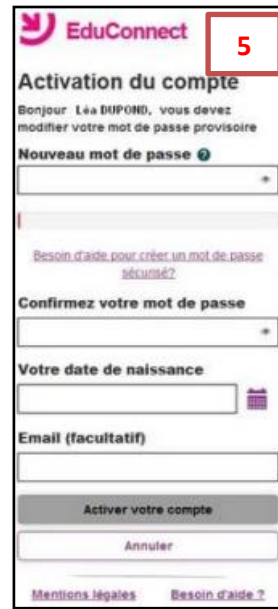 EduConnect
5
Activation du compte
Bonjour Léa DUPOND, vous devez
modifier votre mot de passe provisoire
Nouveau mot de passe ?
Besoin d'aide pour créer un mot de passe
sécurisé?
Confirmez votre mot de passe
Votre date de naissance
Email (facultatif)
Activer votre compte
Annuler
Mentions légales Besoin d'aide ?